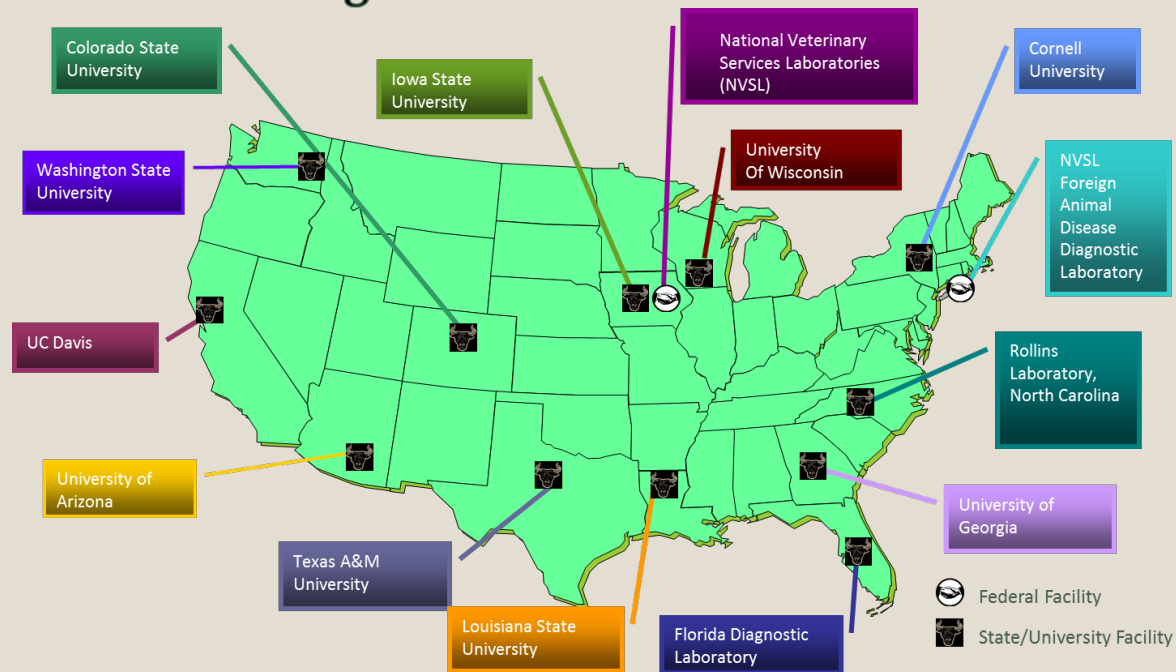 Colorado State
University
Iowa State
University
National Veterinary
Services Laboratories
(NVSL)
Cornell
University
Washington State
University
University
Of Wisconsin
NVSL
Foreign
Animal
Disease
Diagnostic
Laboratory
UC Davis
Rollins
Laboratory,
North Carolina
University of
Arizona
University of
Georgia
Texas A&M
University
Louisiana State
University
Florida Diagnostic
Laboratory
Federal Facility
State/University Facility